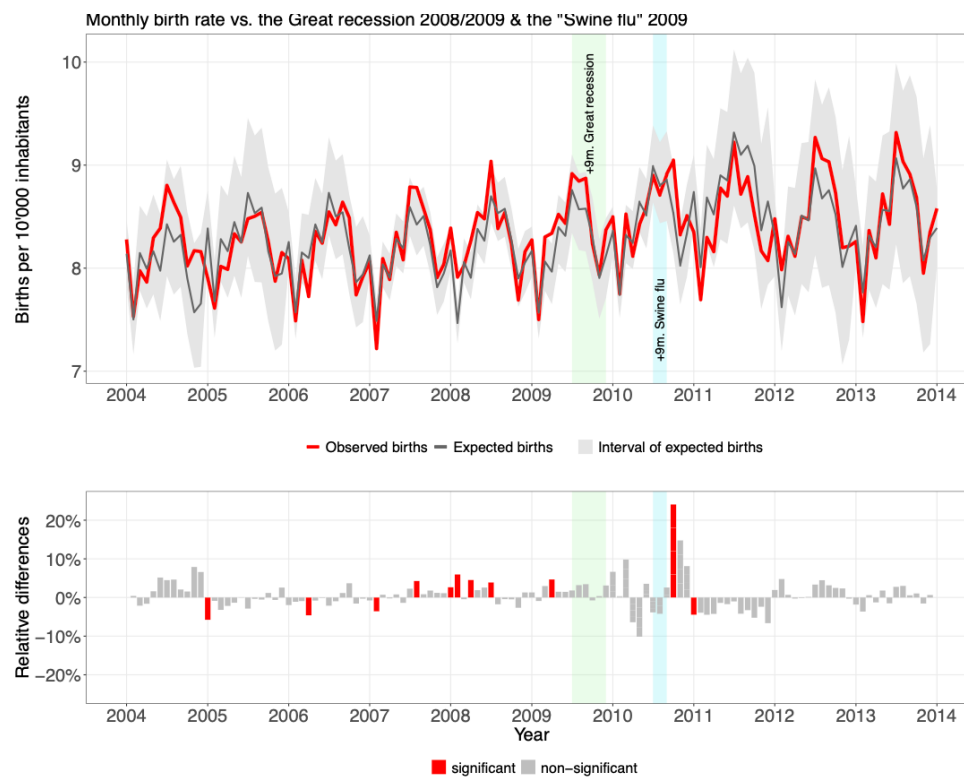 Monthly birth rate vs. the Great recession 2008/2009 & the "Swine flu" 2009
Births per 10'000 inhabitants
10
9
8
7
+9m. Great recession
+9m. Swine flu
2004 2005 2006 2007 2008 2009 2010 2011 2012 2013 2014
Observed births Expected births Interval of expected births
Relatitve differences
20%
10%
0%
−10%
−20%
2004 2005 2006 2007 2008 2009 2010 2011 2012 2013 2014
Year
significant non−significant